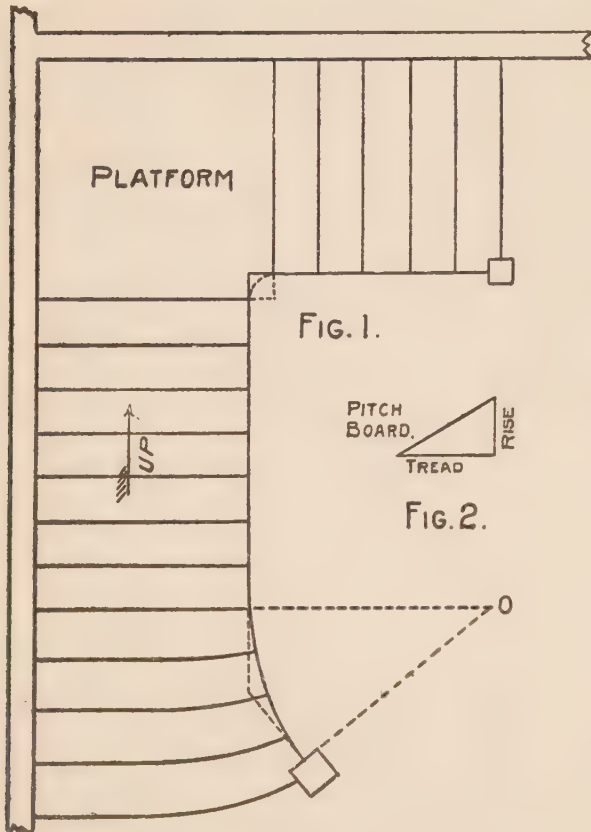 PLATFORM
FIG. 1.
UP
PITCH
BOARD.
RISE
TREAD
FIG. 2.
O